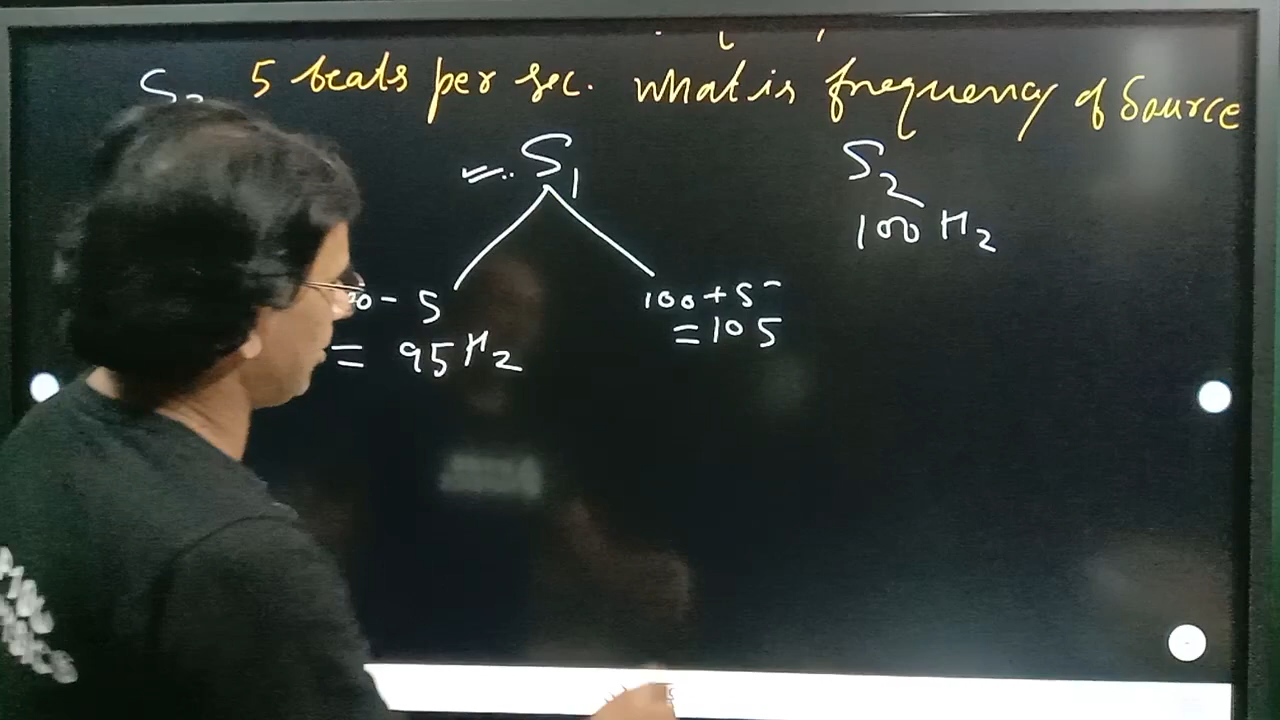 5 beats per sec. what is frequency of Source
S1
S2
100 Hz
- 5
100 + 5
= 95 Hz
= 105